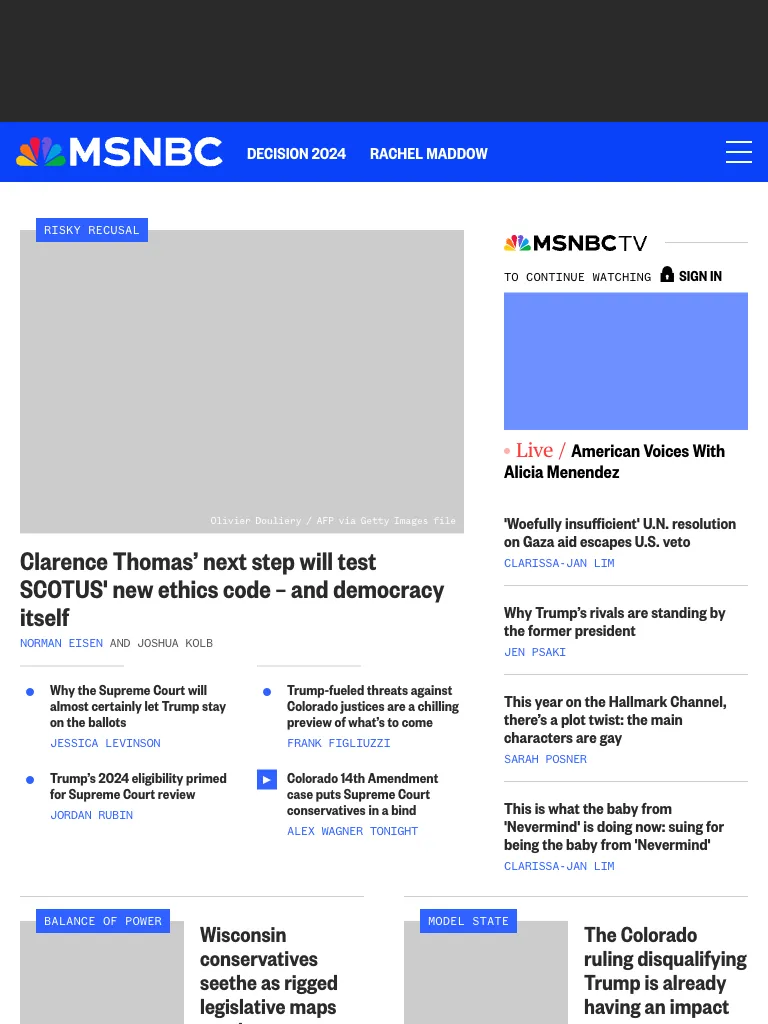 MSNBC
DECISION 2024
RACHEL MADDOW
RISKY RECUSAL
Olivier Douliery / AFP via Getty Images file
Clarence Thomas’ next step will test
SCOTUS' new ethics code – and democracy
itself
NORMAN EISEN AND JOSHUA KOLB
Why the Supreme Court will
almost certainly let Trump stay
on the ballots
JESSICA LEVINSON
Trump’s 2024 eligibility primed
for Supreme Court review
JORDAN RUBIN
Trump-fueled threats against
Colorado justices are a chilling
preview of what’s to come
FRANK FIGLIUZZI
Colorado 14th Amendment
case puts Supreme Court
conservatives in a bind
ALEX WAGNER TONIGHT
MSNBCTV
TO CONTINUE WATCHING SIGN IN
Live / American Voices With
Alicia Menendez
'Woefully insufficient' U.N. resolution
on Gaza aid escapes U.S. veto
CLARISSA-JAN LIM
Why Trump’s rivals are standing by
the former president
JEN PSAKI
This year on the Hallmark Channel,
there’s a plot twist: the main
characters are gay
SARAH POSNER
This is what the baby from
'Nevermind' is doing now: suing for
being the baby from 'Nevermind'
CLARISSA-JAN LIM
BALANCE OF POWER
Wisconsin
conservatives
seethe as rigged
legislative maps
MODEL STATE
The Colorado
ruling disqualifying
Trump is already
having an impact